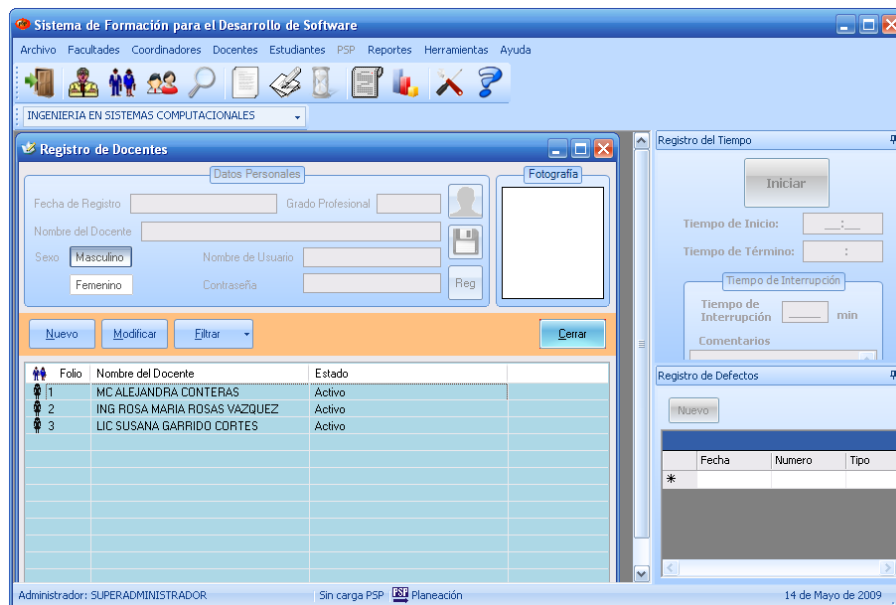 Sistema de Formación para el Desarrollo de Software
Archivo Facultades Coordinadores Docentes Estudiantes PSP Reportes Herramientas Ayuda
INGENIERIA EN SISTEMAS COMPUTACIONALES
Registro de Docentes
Datos Personales
Fotografía
Fecha de Registro
Grado Profesional
Nombre del Docente
Sexo
Masculino
Nombre de Usuario
Femenino
Contraseña
Reg
Nuevo
Modificar
Filtrar
Cerrar
Folio Nombre del Docente Estado
1 MC ALEJANDRA CONTERAS Activo
2 ING ROSA MARIA ROSAS VAZQUEZ Activo
3 LIC SUSANA GARRIDO CORTES Activo
Registro del Tiempo
Iniciar
Tiempo de Inicio: __:__
Tiempo de Término: :
Tiempo de Interrupción
Tiempo de
Interrupción ____ min
Comentarios
Registro de Defectos
Nuevo
Fecha Numero Tipo
Administrador: SUPERADMINISTRADOR Sin carga PSP PSP Planeación 14 de Mayo de 2009